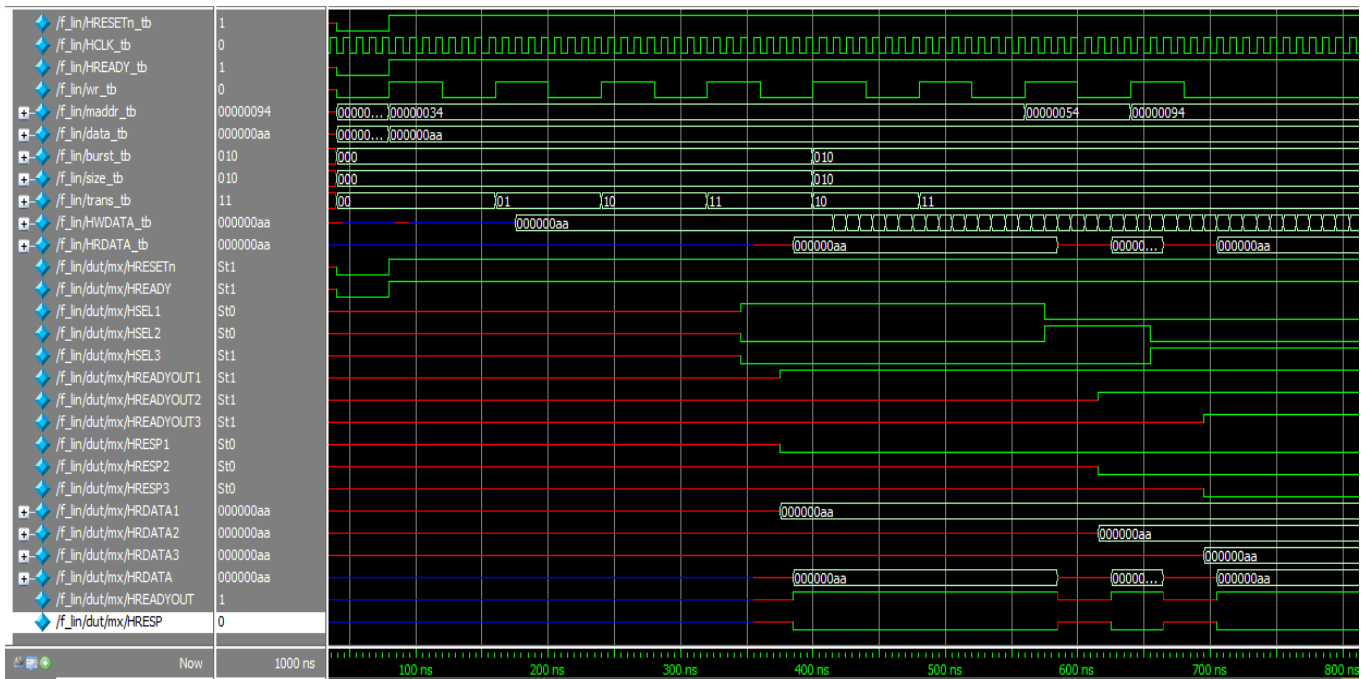 /f_lin/HRESETn_tb 1
/f_lin/HCLK_tb 0
/f_lin/HREADY_tb 1
/f_lin/wr_tb 0
/f_lin/maddr_tb 00000094 00000... 00000034 00000054 00000094
/f_lin/data_tb 000000aa 00000... 000000aa
/f_lin/burst_tb 010 000 010
/f_lin/size_tb 010 000 010
/f_lin/trans_tb 11 00 01 10 11 10 11
/f_lin/HWDATA_tb 000000aa 000000aa
/f_lin/HRDATA_tb 000000aa 000000aa 00000... 000000aa
/f_lin/dut/mx/HRESETn St1
/f_lin/dut/mx/HREADY St1
/f_lin/dut/mx/HSEL1 St0
/f_lin/dut/mx/HSEL2 St0
/f_lin/dut/mx/HSEL3 St1
/f_lin/dut/mx/HREADYOUT1 St1
/f_lin/dut/mx/HREADYOUT2 St1
/f_lin/dut/mx/HREADYOUT3 St1
/f_lin/dut/mx/HRESP1 St0
/f_lin/dut/mx/HRESP2 St0
/f_lin/dut/mx/HRESP3 St0
/f_lin/dut/mx/HRDATA1 000000aa 000000aa
/f_lin/dut/mx/HRDATA2 000000aa 000000aa
/f_lin/dut/mx/HRDATA3 000000aa 000000aa
/f_lin/dut/mx/HRDATA 000000aa 000000aa 00000... 000000aa
/f_lin/dut/mx/HREADYOUT 1
/f_lin/dut/mx/HRESP 0
Now 1000 ns 100 ns 200 ns 300 ns 400 ns 500 ns 600 ns 700 ns 800 ns